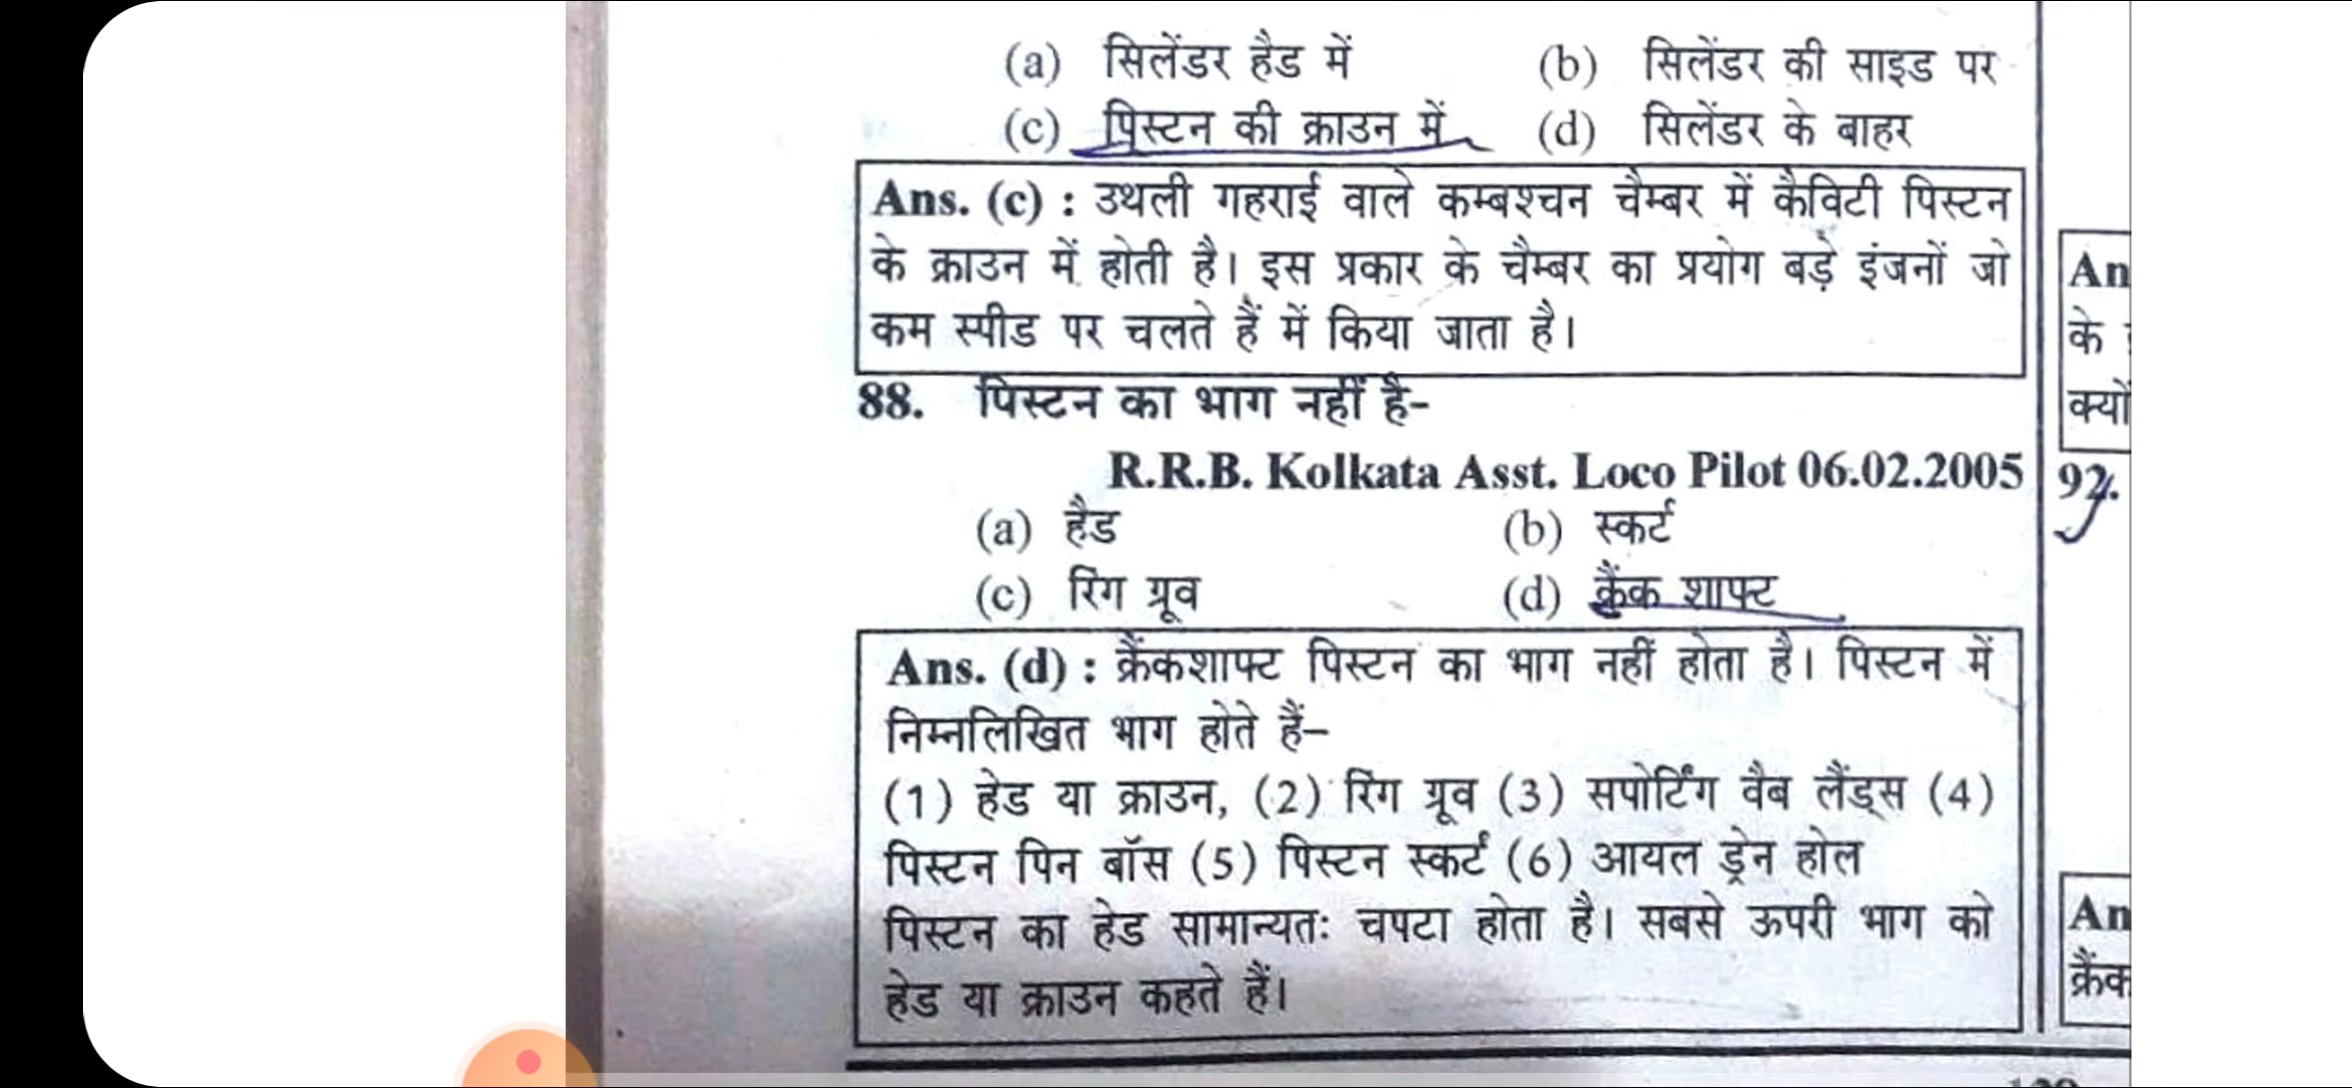 (a) सिलेंडर हैड में (b) सिलेंडर की साइड पर
(c) पिस्टन की क्राउन में (d) सिलेंडर के बाहर
Ans. (c) : उथली गहराई वाले कम्बश्चन चैम्बर में कैविटी पिस्टन
के क्राउन में होती है। इस प्रकार के चैम्बर का प्रयोग बड़े इंजनों जो
कम स्पीड पर चलते हैं में किया जाता है।
88. पिस्टन का भाग नहीं है-
R.R.B. Kolkata Asst. Loco Pilot 06.02.2005
(a) हैड (b) स्कर्ट
(c) रिंग ग्रूव (d) क्रैंक शाफ्ट
Ans. (d) : क्रैंकशाफ्ट पिस्टन का भाग नहीं होता है। पिस्टन में
निम्नलिखित भाग होते हैं–
(1) हेड या क्राउन, (2) रिंग ग्रूव (3) सपोर्टिंग वैब लैंड्स (4)
पिस्टन पिन बॉस (5) पिस्टन स्कर्ट (6) आयल ड्रेन होल
पिस्टन का हेड सामान्यतः चपटा होता है। सबसे ऊपरी भाग को
हेड या क्राउन कहते हैं।
An
के
क्यों
92.
An
क्रैंक